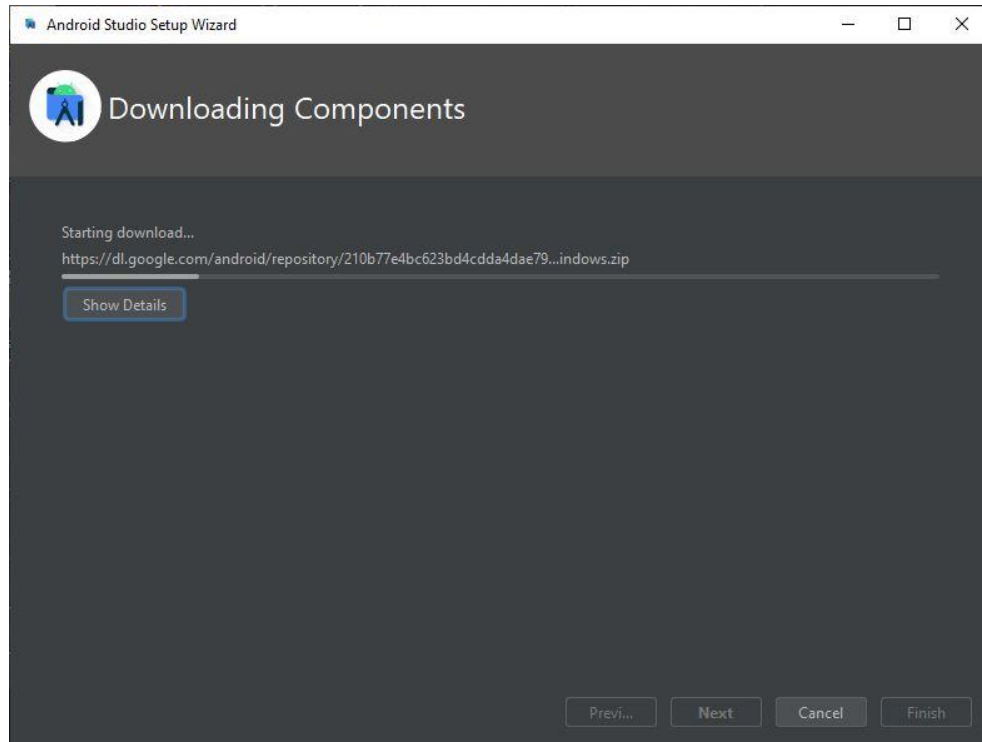 Android Studio Setup Wizard
Downloading Components
Starting download...
https://dl.google.com/android/repository/210b77e4bc623bd4cdda4dae79...indows.zip
Show Details
Previ... Next Cancel Finish